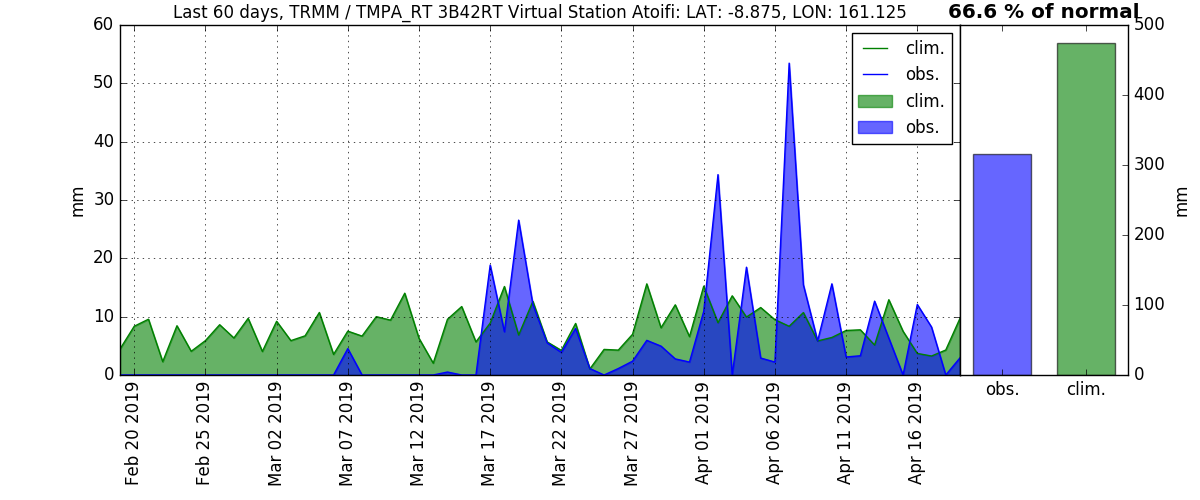 Last 60 days, TRMM / TMPA_RT 3B42RT Virtual Station Atoifi: LAT: -8.875, LON: 161.125
66.6 % of normal
60
50
40
30
20
10
0
mm
clim.
obs.
clim.
obs.
Feb 20 2019
Feb 25 2019
Mar 02 2019
Mar 07 2019
Mar 12 2019
Mar 17 2019
Mar 22 2019
Mar 27 2019
Apr 01 2019
Apr 06 2019
Apr 11 2019
Apr 16 2019
500
400
300
200
100
0
mm
obs.
clim.